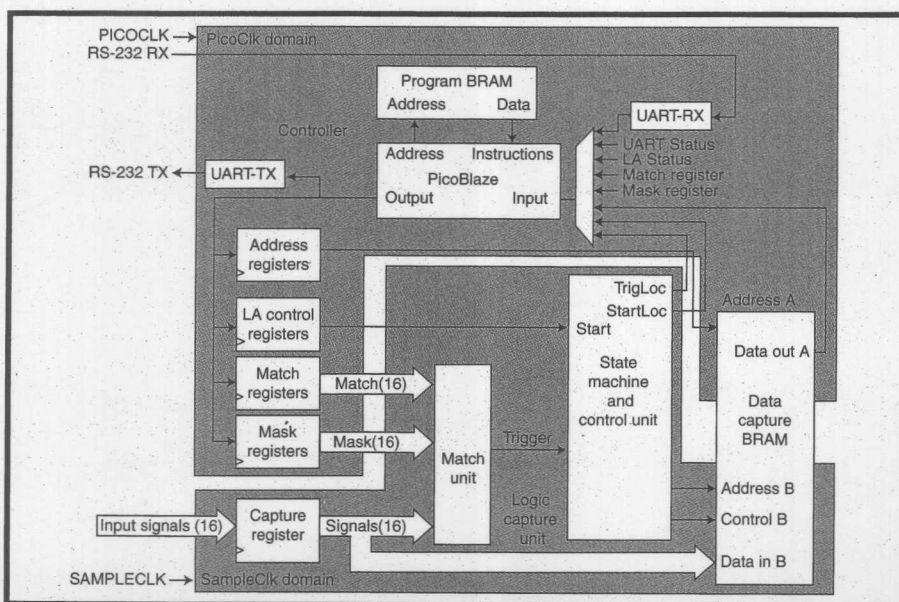 PICOCLK
PicoClk domain
RS-232 RX
Program BRAM
Address Data
UART-RX
Controller
UART Status
Address Instructions
LA Status
RS-232 TX
UART-TX
PicoBlaze
Match register
Output Input
Mask register
Address
registers
TrigLoc
Address A
StartLoc
LA control
registers
Start
Data out A
State
machine
and
control unit
Match
registers
Match(16)
Data
capture
BRAM
Mask
registers
Mask(16)
Trigger
Match
unit
Address B
Logic
capture
unit
Input signals (16)
Capture
register
Signals(16)
Control B
Data in B
SAMPLECLK
SampleClk domain